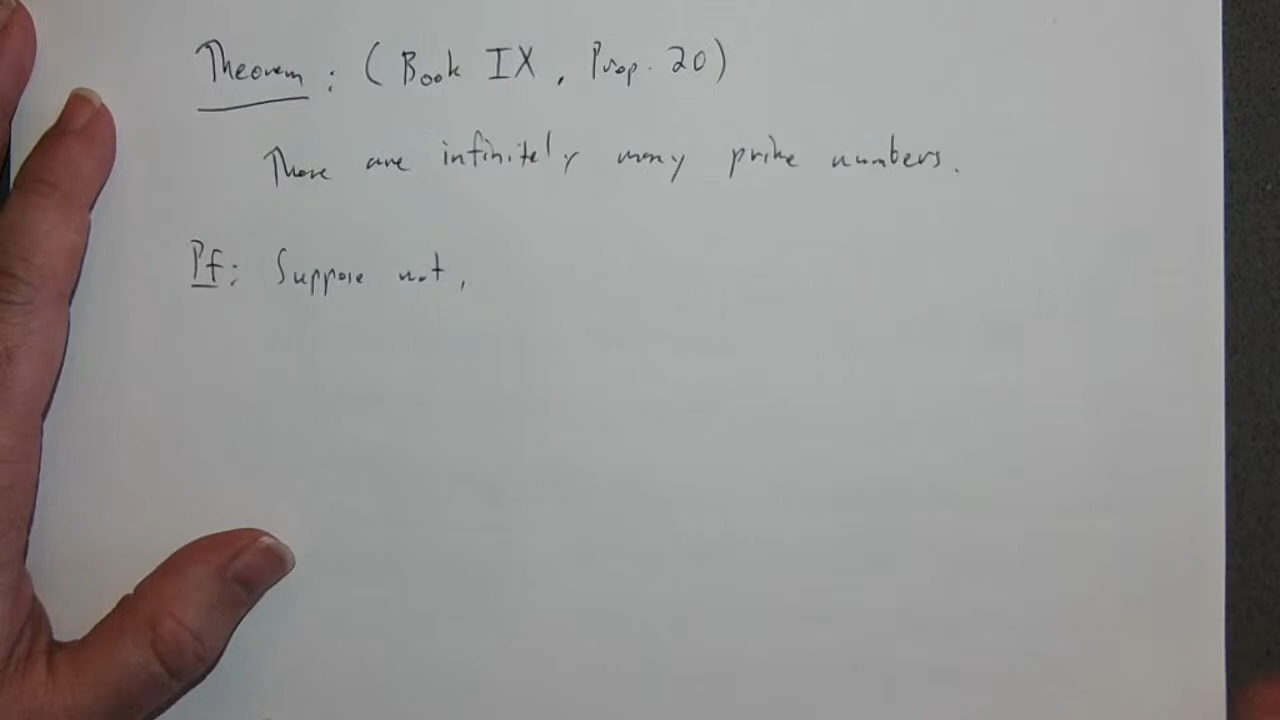 Theorem: (Book IX, Prop. 20)
There are infinitely many prime numbers.
Pf: Suppose not,